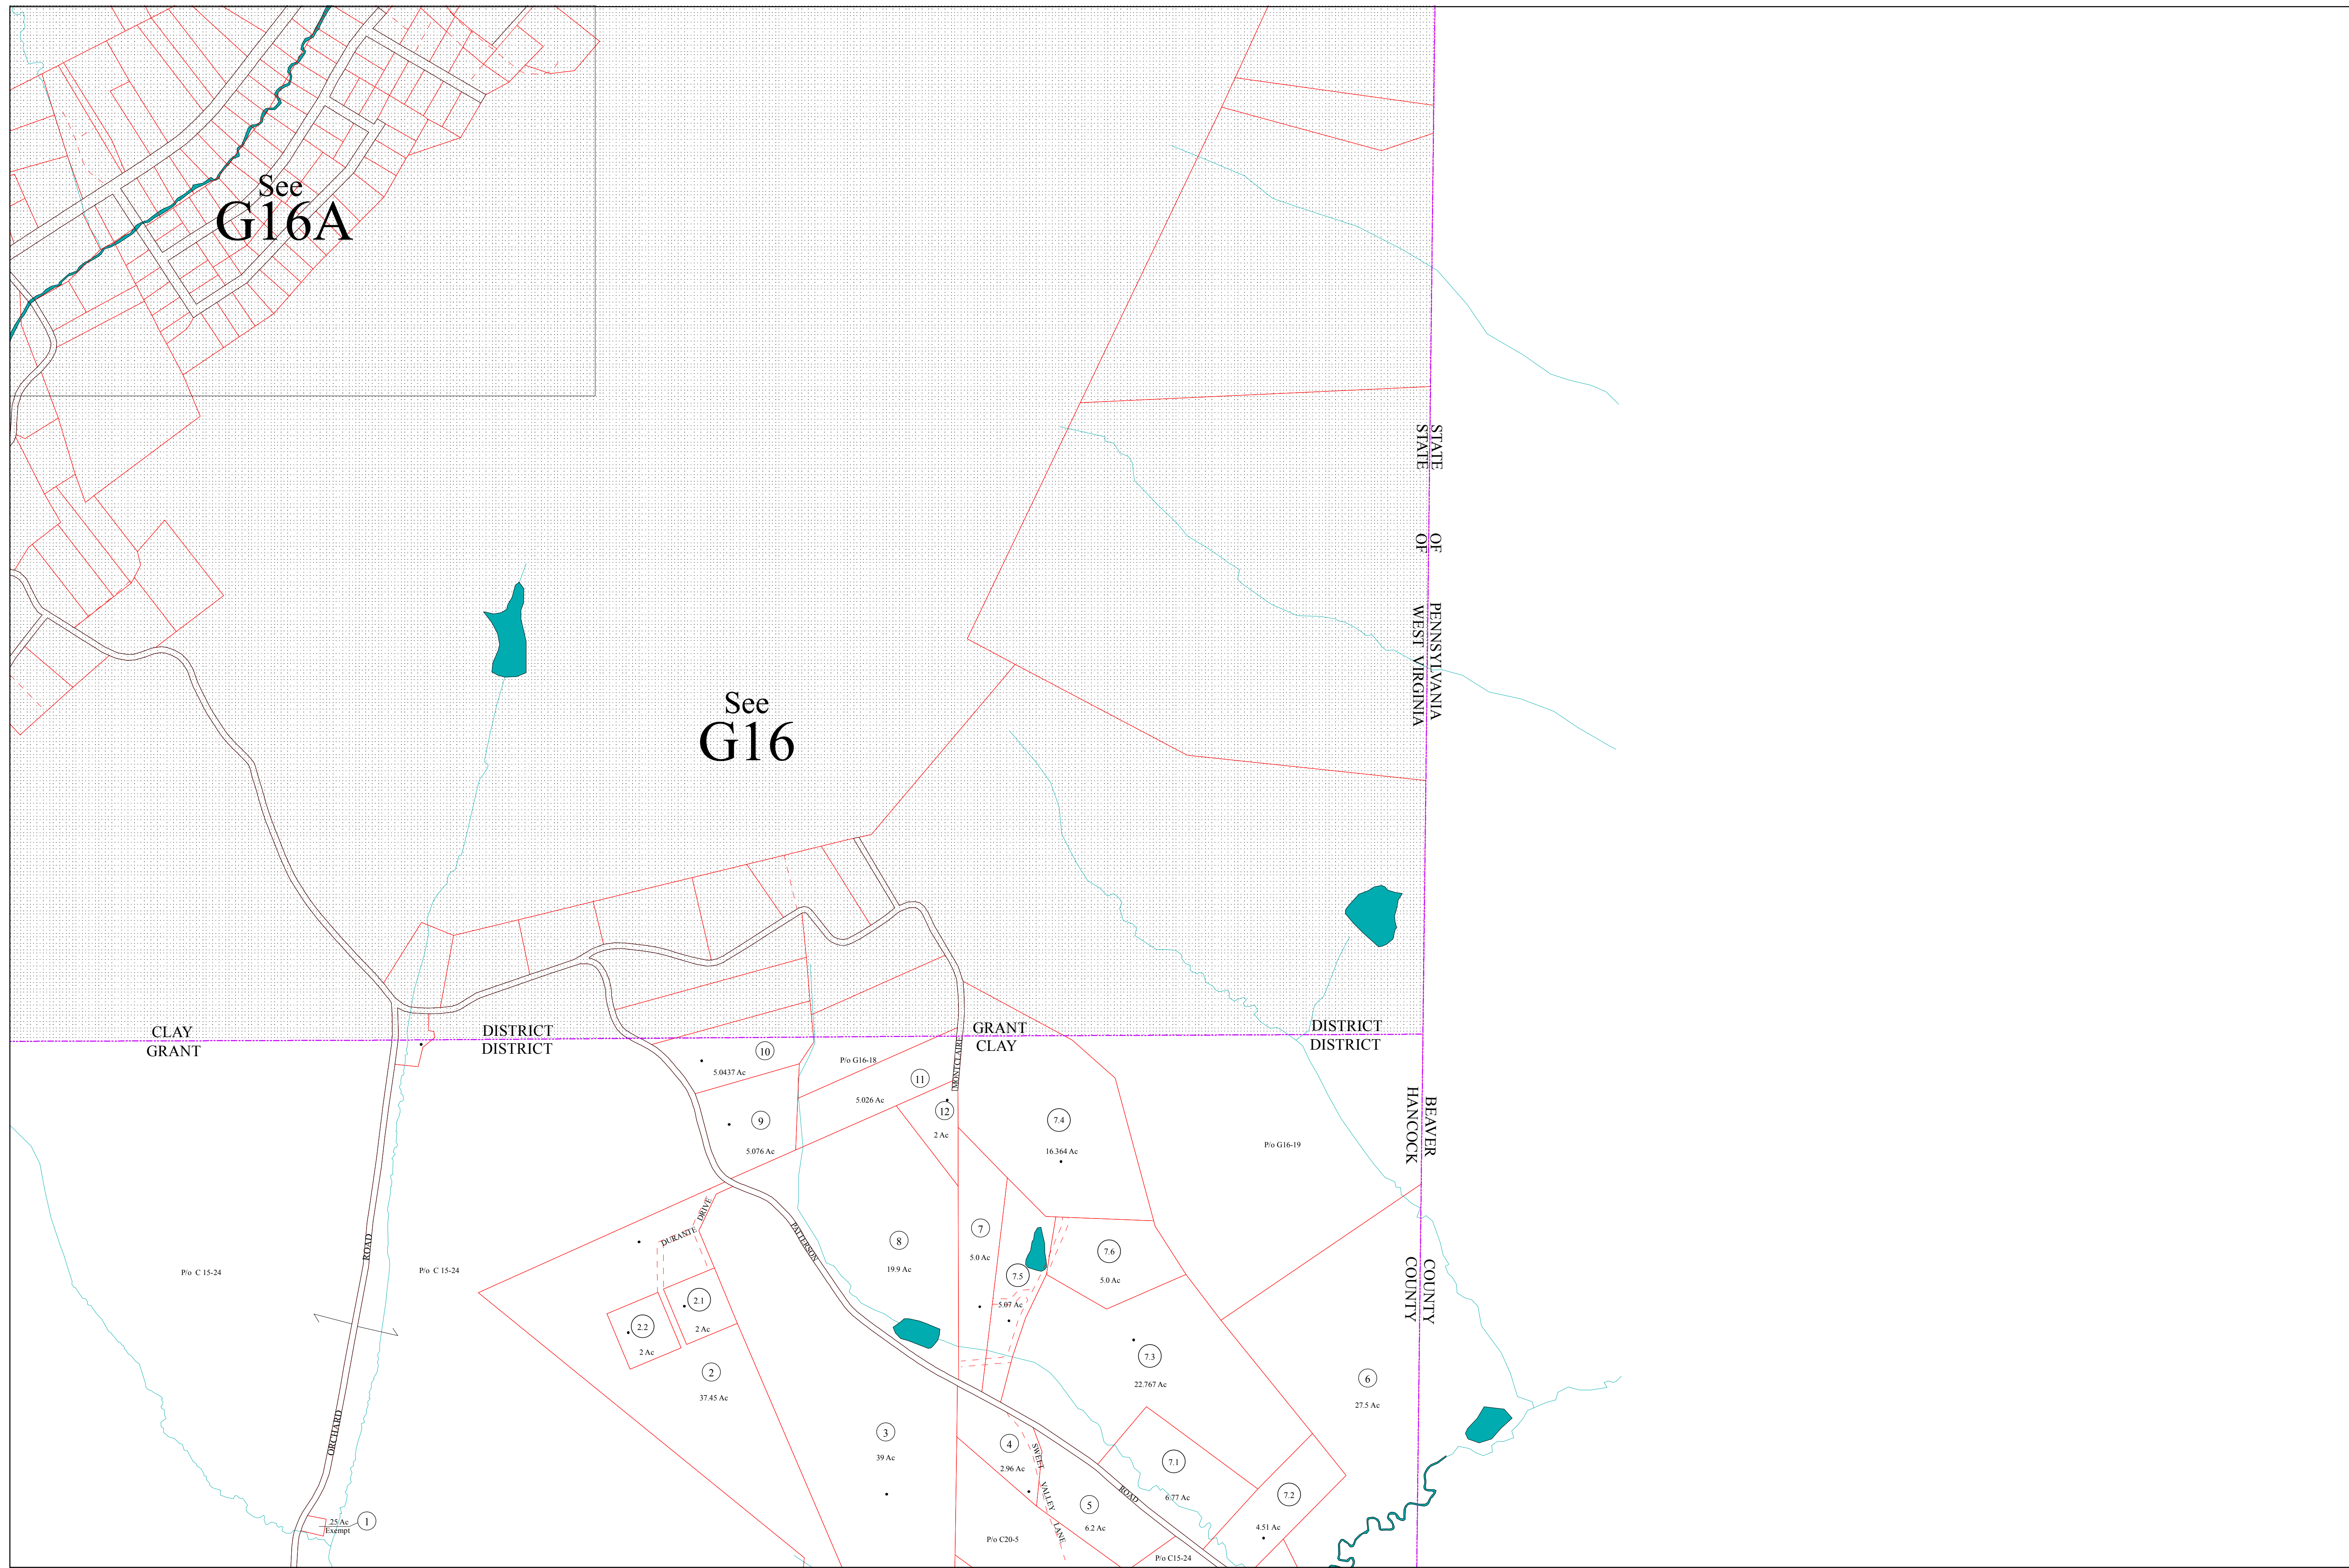 See
G16A
STATE OF PENNSYLVANIA
STATE OF WEST VIRGINIA
See
G16
CLAY DISTRICT
GRANT DISTRICT
GRANT DISTRICT
CLAY DISTRICT
10
5.0437 Ac
P/o G16-18
MONTCLAIRE
11
5.026 Ac
12
2 Ac
9
5.076 Ac
7.4
16.364 Ac
P/o G16-19
BEAVER COUNTY
HANCOCK COUNTY
DURANTE DRIVE
PATTERSON ROAD
8
19.9 Ac
7
5.0 Ac
7.6
5.0 Ac
7.5
5.07 Ac
P/o C 15-24
ORCHARD ROAD
P/o C 15-24
2.1
2 Ac
2.2
2 Ac
2
37.45 Ac
7.3
22.767 Ac
6
27.5 Ac
3
39 Ac
4
2.96 Ac
SWEET VALLEY LANE
7.1
6.77 Ac
7.2
4.51 Ac
5
6.2 Ac
.25 Ac
Exempt
1
P/o C20-5
P/o C15-24